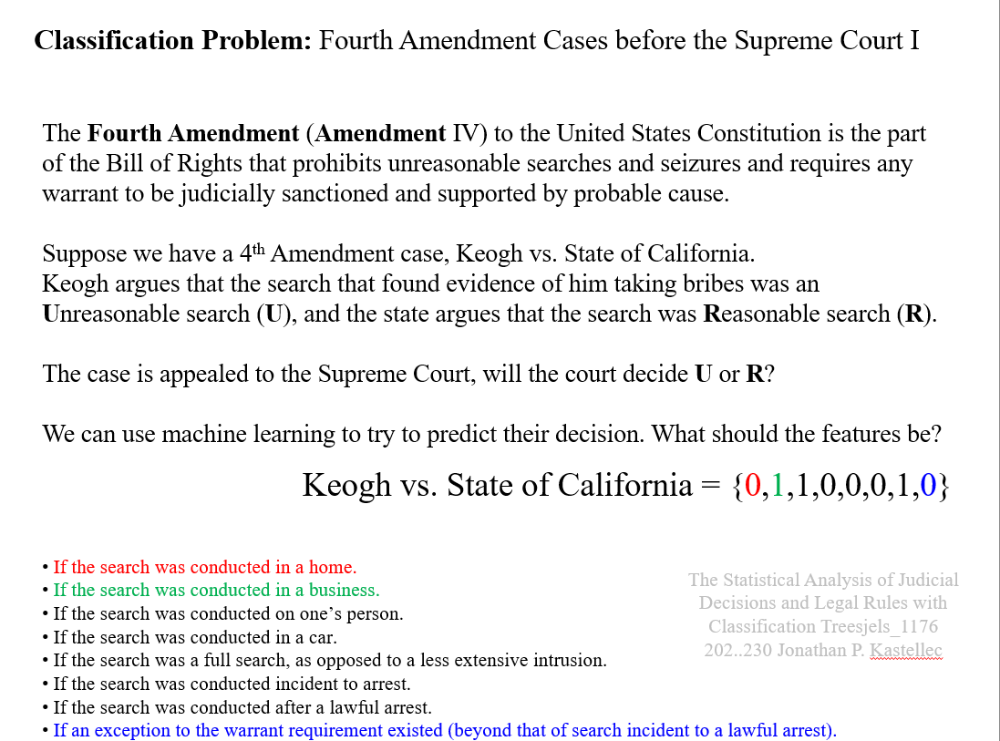 Classification Problem: Fourth Amendment Cases before the Supreme Court I
The Fourth Amendment (Amendment IV) to the United States Constitution is the part
of the Bill of Rights that prohibits unreasonable searches and seizures and requires any
warrant to be judicially sanctioned and supported by probable cause.
Suppose we have a 4th Amendment case, Keogh vs. State of California.
Keogh argues that the search that found evidence of him taking bribes was an
Unreasonable search (U), and the state argues that the search was Reasonable search (R).
The case is appealed to the Supreme Court, will the court decide U or R?
We can use machine learning to try to predict their decision. What should the features be?
Keogh vs. State of California = {0,1,1,0,0,0,1,0}
• If the search was conducted in a home.
• If the search was conducted in a business.
• If the search was conducted on one’s person.
• If the search was conducted in a car.
• If the search was a full search, as opposed to a less extensive intrusion.
• If the search was conducted incident to arrest.
• If the search was conducted after a lawful arrest.
• If an exception to the warrant requirement existed (beyond that of search incident to a lawful arrest).
The Statistical Analysis of Judicial
Decisions and Legal Rules with
Classification Treesjels_1176
202..230 Jonathan P. Kastellec